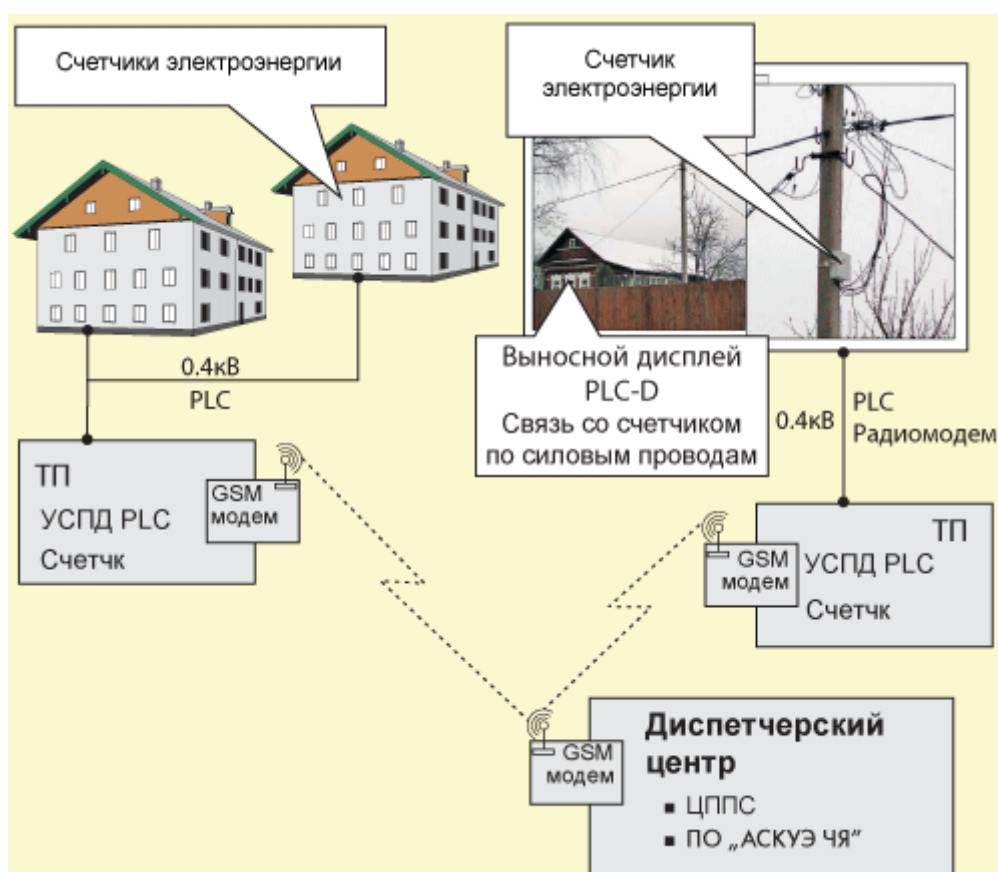 Счетчики электроэнергии
Счетчик
электроэнергии
Выносной дисплей
PLC-D
Связь со счетчиком
по силовым проводам
0.4кВ
PLC
0.4кВ
PLC
Радиомодем
ТП
УСПД PLC
Счетчк
GSM
модем
GSM
модем
ТП
УСПД PLC
Счетчк
GSM
модем
Диспетчерский
центр
▪ ЦППС
▪ ПО „АСКУЭ ЧЯ"